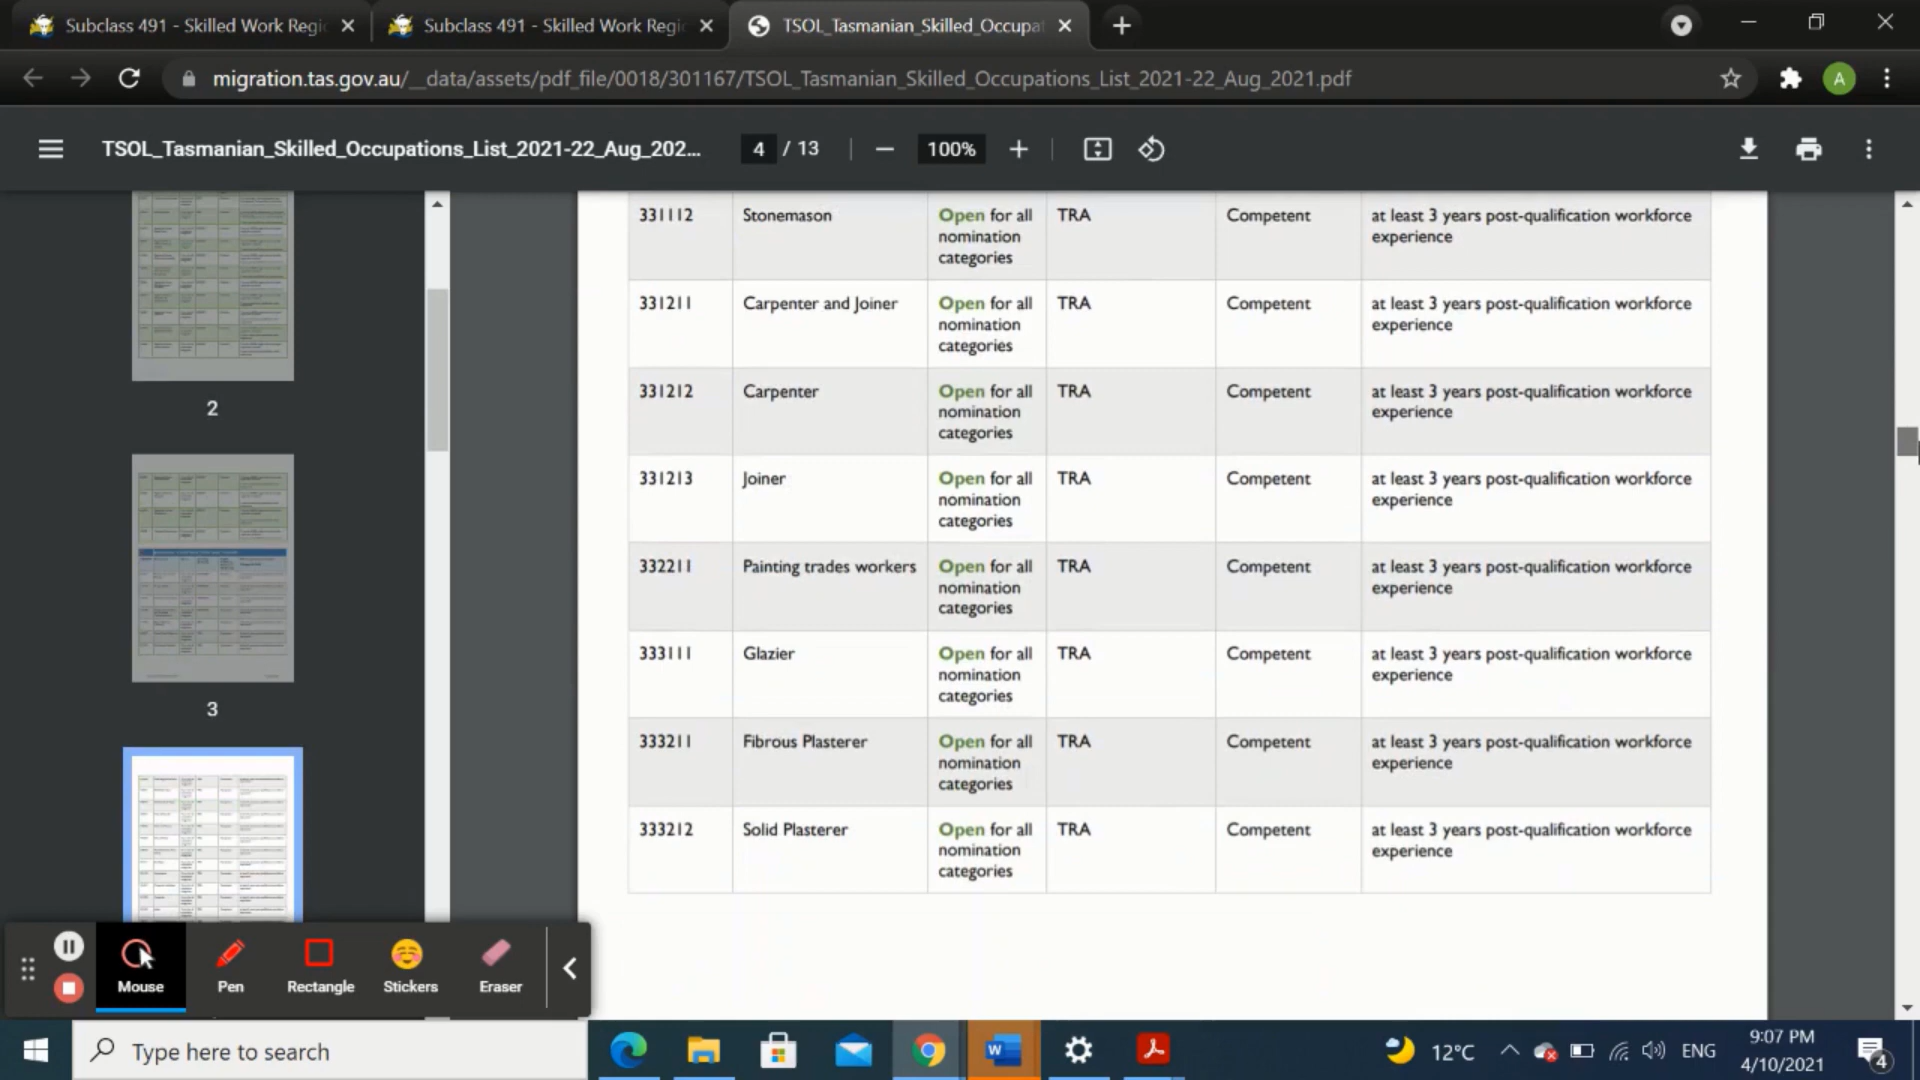 Subclass 491 - Skilled Work Regi
Subclass 491 - Skilled Work Regi
TSOL_Tasmanian_Skilled_Occupat
migration.tas.gov.au/__data/assets/pdf_file/0018/301167/TSOL_Tasmanian_Skilled_Occupations_List_2021-22_Aug_2021.pdf
A
TSOL_Tasmanian_Skilled_Occupations_List_2021-22_Aug_202...
4 / 13
100%
331112 Stonemason Open for all TRA Competent at least 3 years post-qualification workforce
nomination experience
categories
331211 Carpenter and Joiner Open for all TRA Competent at least 3 years post-qualification workforce
nomination experience
categories
331212 Carpenter Open for all TRA Competent at least 3 years post-qualification workforce
nomination experience
categories
331213 Joiner Open for all TRA Competent at least 3 years post-qualification workforce
nomination experience
categories
332211 Painting trades workers Open for all TRA Competent at least 3 years post-qualification workforce
nomination experience
categories
333111 Glazier Open for all TRA Competent at least 3 years post-qualification workforce
nomination experience
categories
333211 Fibrous Plasterer Open for all TRA Competent at least 3 years post-qualification workforce
nomination experience
categories
333212 Solid Plasterer Open for all TRA Competent at least 3 years post-qualification workforce
nomination experience
categories
2
3
Mouse Pen Rectangle Stickers Eraser
Type here to search
W
12°C
ENG
9:07 PM
4/10/2021
4